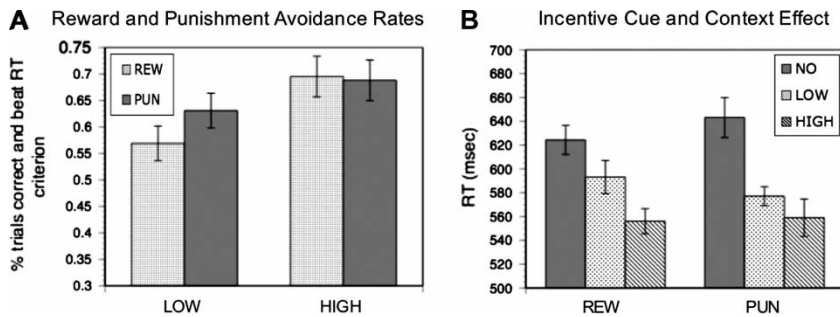 A Reward and Punishment Avoidance Rates
% trials correct and beat RT
criterion
0.75
0.7
0.65
0.6
0.55
0.5
0.45
0.4
0.35
0.3
REW
PUN
LOW HIGH
B Incentive Cue and Context Effect
RT (msec)
700
680
660
640
620
600
580
560
540
520
500
NO
LOW
HIGH
REW PUN